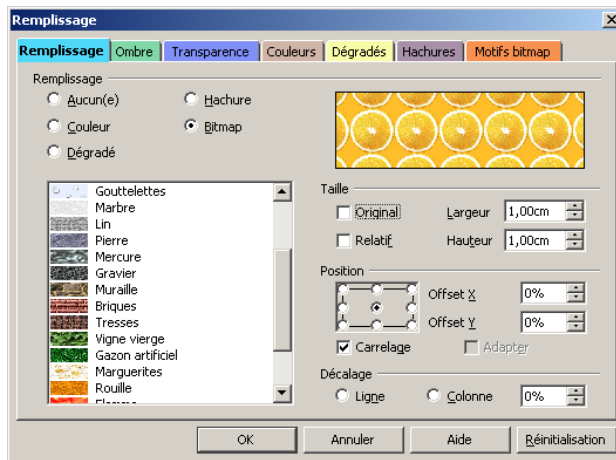 Remplissage
Remplissage Ombre Transparence Couleurs Dégradés Hachures Motifs bitmap
Remplissage
Aucun(e) Hachure
Couleur Bitmap
Dégradé
Gouttelettes
Marbre
Lin
Pierre
Mercure
Gravier
Muraille
Briques
Tresses
Vigne vierge
Gazon artificiel
Marguerites
Rouille
Taille
Original Largeur 1,00cm
Relatif Hauteur 1,00cm
Position
Offset X 0%
Offset Y 0%
Carrelage Adapter
Décalage
Ligne Colonne 0%
OK Annuler Aide Réinitialisation